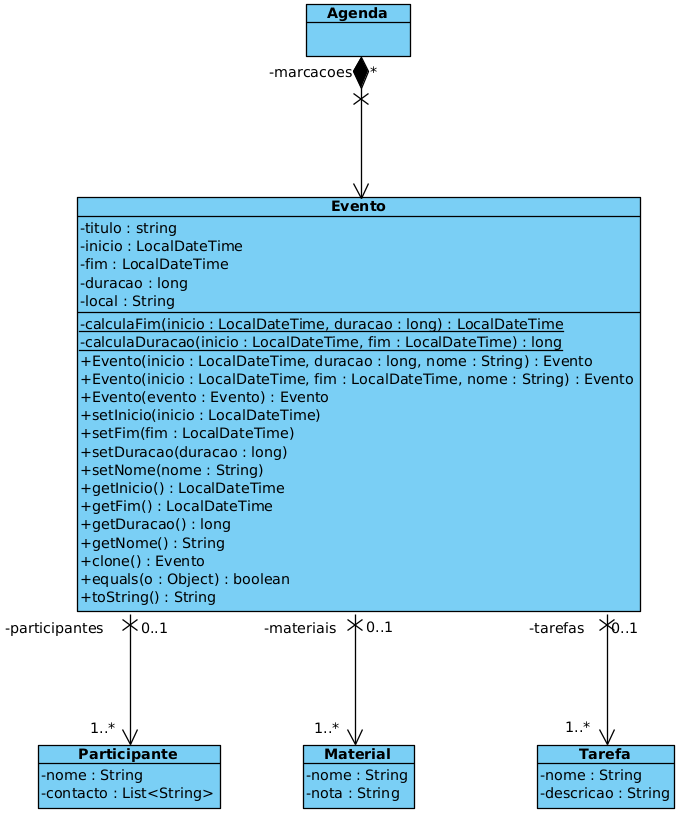 Agenda
-marcacoes
*
Evento
-titulo : string
-inicio : LocalDateTime
-fim : LocalDateTime
-duracao : long
-local : String
-calculaFim(inicio : LocalDateTime, duracao : long) : LocalDateTime
-calculaDuracao(inicio : LocalDateTime, fim : LocalDateTime) : long
+Evento(inicio : LocalDateTime, duracao : long, nome : String) : Evento
+Evento(inicio : LocalDateTime, fim : LocalDateTime, nome : String) : Evento
+Evento(evento : Evento) : Evento
+setInicio(inicio : LocalDateTime)
+setFim(fim : LocalDateTime)
+setDuracao(duracao : long)
+setNome(nome : String)
+getInicio() : LocalDateTime
+getFim() : LocalDateTime
+getDuracao() : long
+getNome() : String
+clone() : Evento
+equals(o : Object) : boolean
+toString() : String
-participantes
0..1
-materiais
0..1
-tarefas
0..1
1..*
1..*
1..*
Participante
-nome : String
-contacto : List<String>
Material
-nome : String
-nota : String
Tarefa
-nome : String
-descricao : String